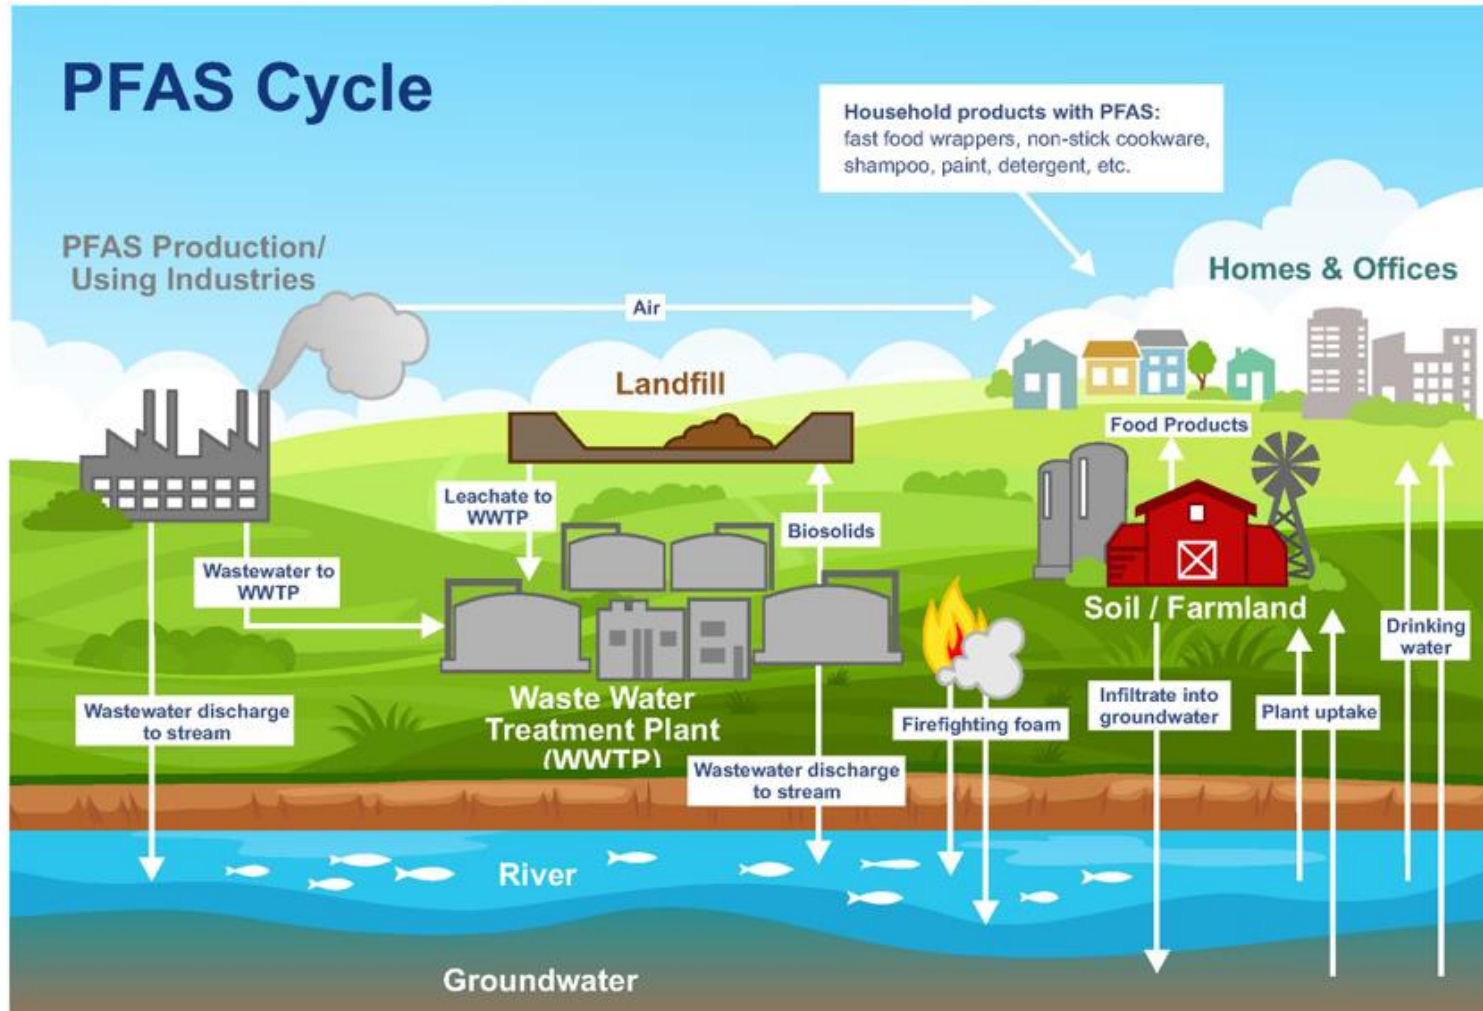 PFAS Cycle
Household products with PFAS:
fast food wrappers, non-stick cookware,
shampoo, paint, detergent, etc.
PFAS Production/
Using Industries
Homes & Offices
Air
Landfill
Food Products
Leachate to
WWTP
Biosolids
Wastewater to
WWTP
Soil / Farmland
Drinking
water
Waste Water
Treatment Plant
(WWTP)
Wastewater discharge
to stream
Firefighting foam
Infiltrate into
groundwater
Plant uptake
Wastewater discharge
to stream
River
Groundwater